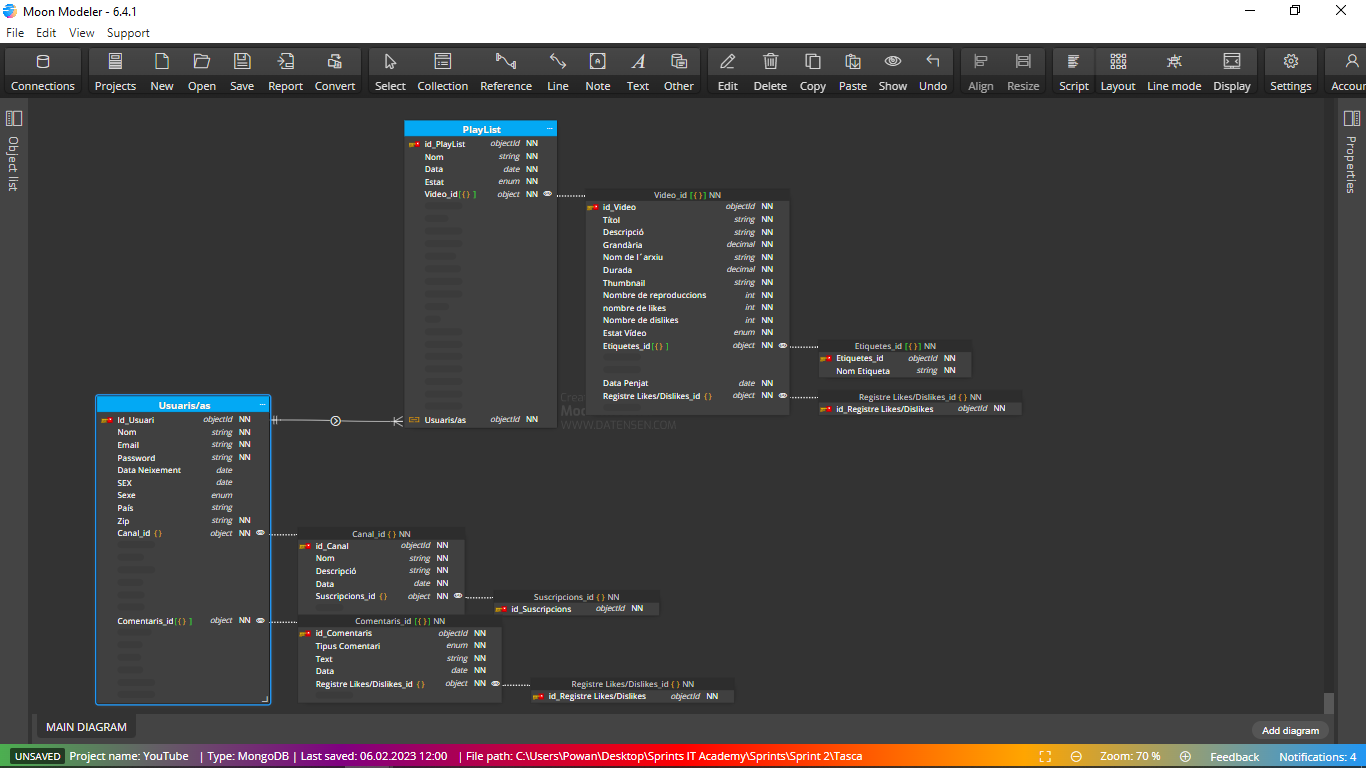 Moon Modeler - 6.4.1
File Edit View Support
Connections Projects New Open Save Report Convert Select Collection Reference Line Note Text Other Edit Delete Copy Paste Show Undo Align Resize Script Layout Line mode Display Settings Accoun
Object list
Properties
PlayList ...
id_PlayList objectId NN
Nom string NN
Data date NN
Estat enum NN
Video_id[{}] object NN
Usuaris/as objectId NN
Video_id [{}] NN
id_Video objectId NN
Títol string NN
Descripció string NN
Grandària decimal NN
Nom de l´arxiu string NN
Durada decimal NN
Thumbnail string NN
Nombre de reproduccions int NN
nombre de likes int NN
Nombre de dislikes int NN
Estat Vídeo enum NN
Etiquetes_id[{}] object NN
Data Penjat date NN
Registre Likes/Dislikes_id {} object NN
Etiquetes_id [{}] NN
Etiquetes_id objectId NN
Nom Etiqueta string NN
Registre Likes/Dislikes_id {} NN
id_Registre Likes/Dislikes objectId NN
WWW.DATENSEN.COM
Usuaris/as ...
Id_Usuari objectId NN
Nom string NN
Email string NN
Password string NN
Data Neixement date
SEX date
Sexe enum
País string
Zip string NN
Canal_id {} object NN
Comentaris_id[{}] object NN
Canal_id {} NN
id_Canal objectId NN
Nom string NN
Descripció string NN
Data date NN
Suscripcions_id {} object NN
Suscripcions_id {} NN
id_Suscripcions objectId NN
Comentaris_id [{}] NN
id_Comentaris objectId NN
Tipus Comentari enum NN
Text string NN
Data date NN
Registre Likes/Dislikes_id {} object NN
Registre Likes/Dislikes_id {} NN
id_Registre Likes/Dislikes objectId NN
MAIN DIAGRAM
Add diagram
UNSAVED Project name: YouTube | Type: MongoDB | Last saved: 06.02.2023 12:00 | File path: C:\Users\Powan\Desktop\Sprints IT Academy\Sprints\Sprint 2\Tasca Zoom: 70 % Feedback Notifications: 4